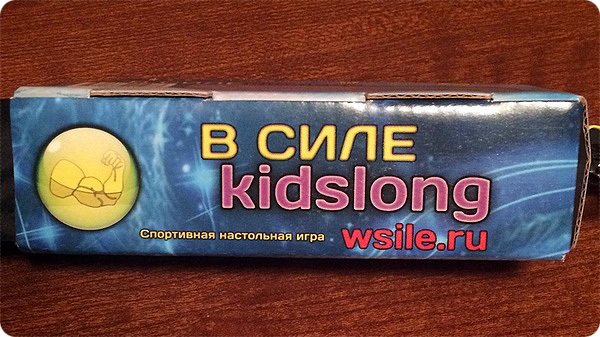 В СИЛЕ
kidslong
Спортивная настольная игра wsile.ru